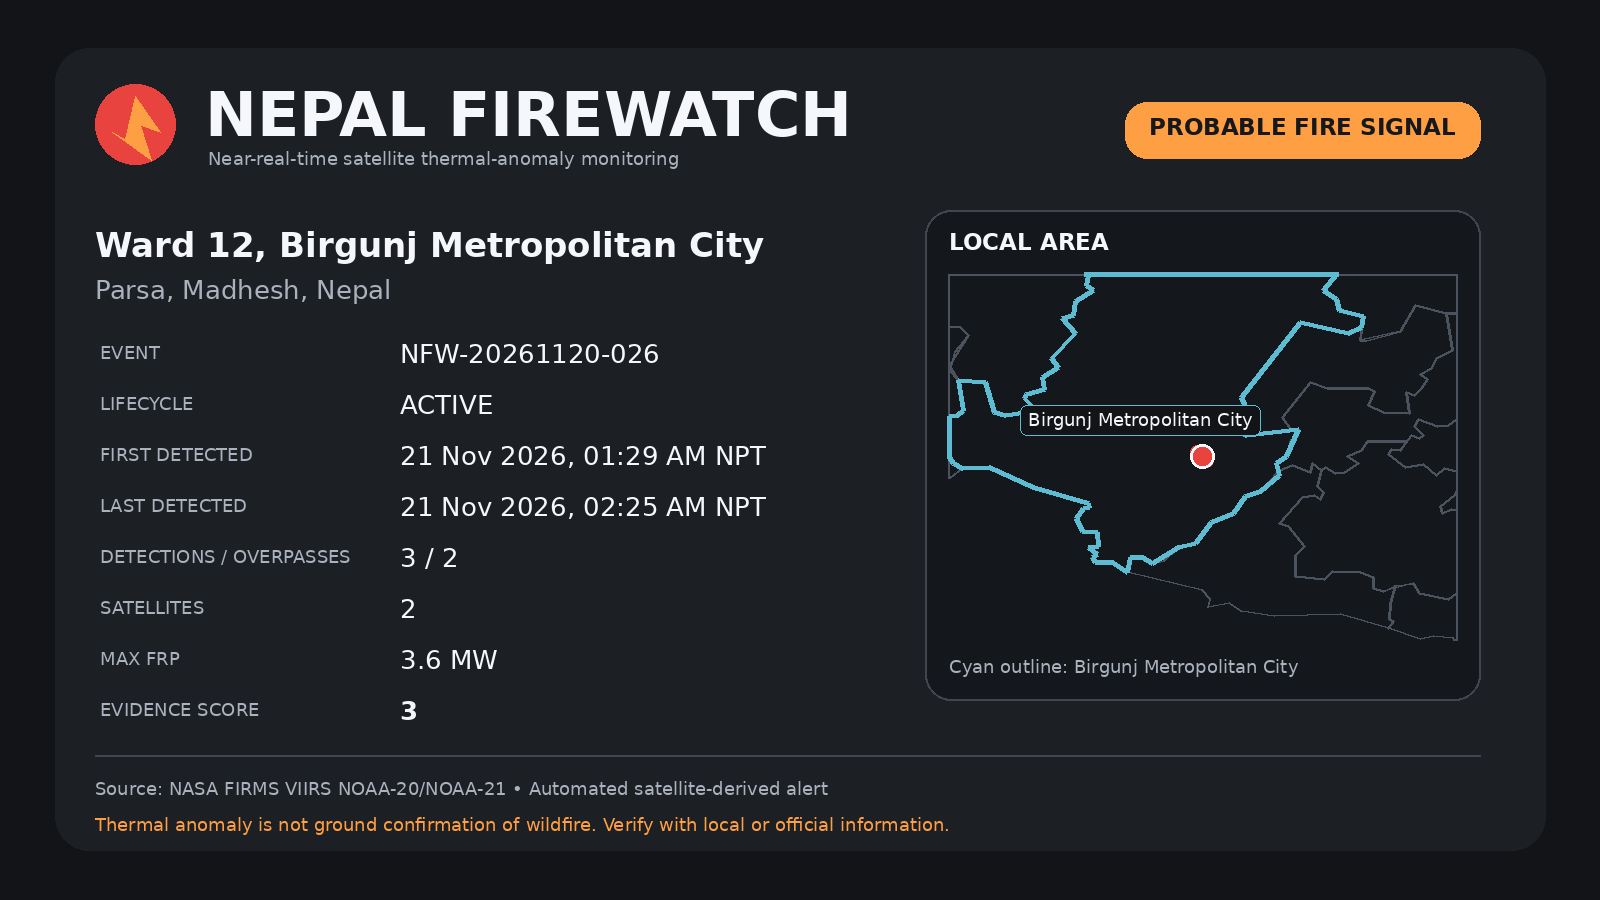 NEPAL FIREWATCH
Near-real-time satellite thermal-anomaly monitoring
PROBABLE FIRE SIGNAL
Ward 12, Birgunj Metropolitan City
Parsa, Madhesh, Nepal
EVENT NFW-20261120-026
LIFECYCLE ACTIVE
FIRST DETECTED 21 Nov 2026, 01:29 AM NPT
LAST DETECTED 21 Nov 2026, 02:25 AM NPT
DETECTIONS / OVERPASSES 3 / 2
SATELLITES 2
MAX FRP 3.6 MW
EVIDENCE SCORE 3
LOCAL AREA
Birgunj Metropolitan City
Cyan outline: Birgunj Metropolitan City
Source: NASA FIRMS VIIRS NOAA-20/NOAA-21 • Automated satellite-derived alert
Thermal anomaly is not ground confirmation of wildfire. Verify with local or official information.